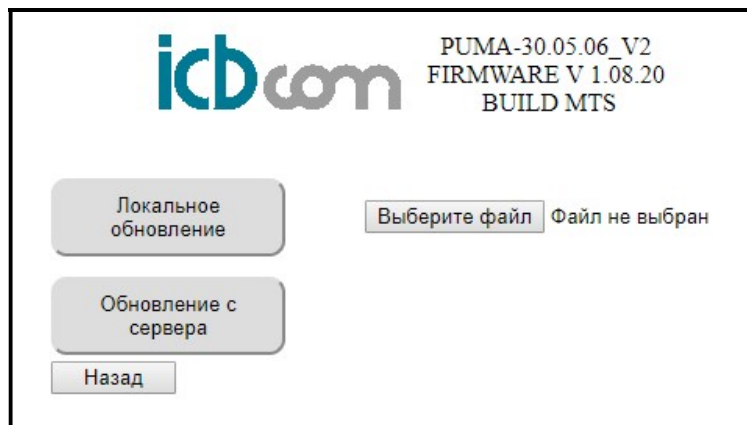 icbcom
PUMA-30.05.06_V2
FIRMWARE V 1.08.20
BUILD MTS
Локальное
обновление
Выберите файл Файл не выбран
Обновление с
сервера
Назад